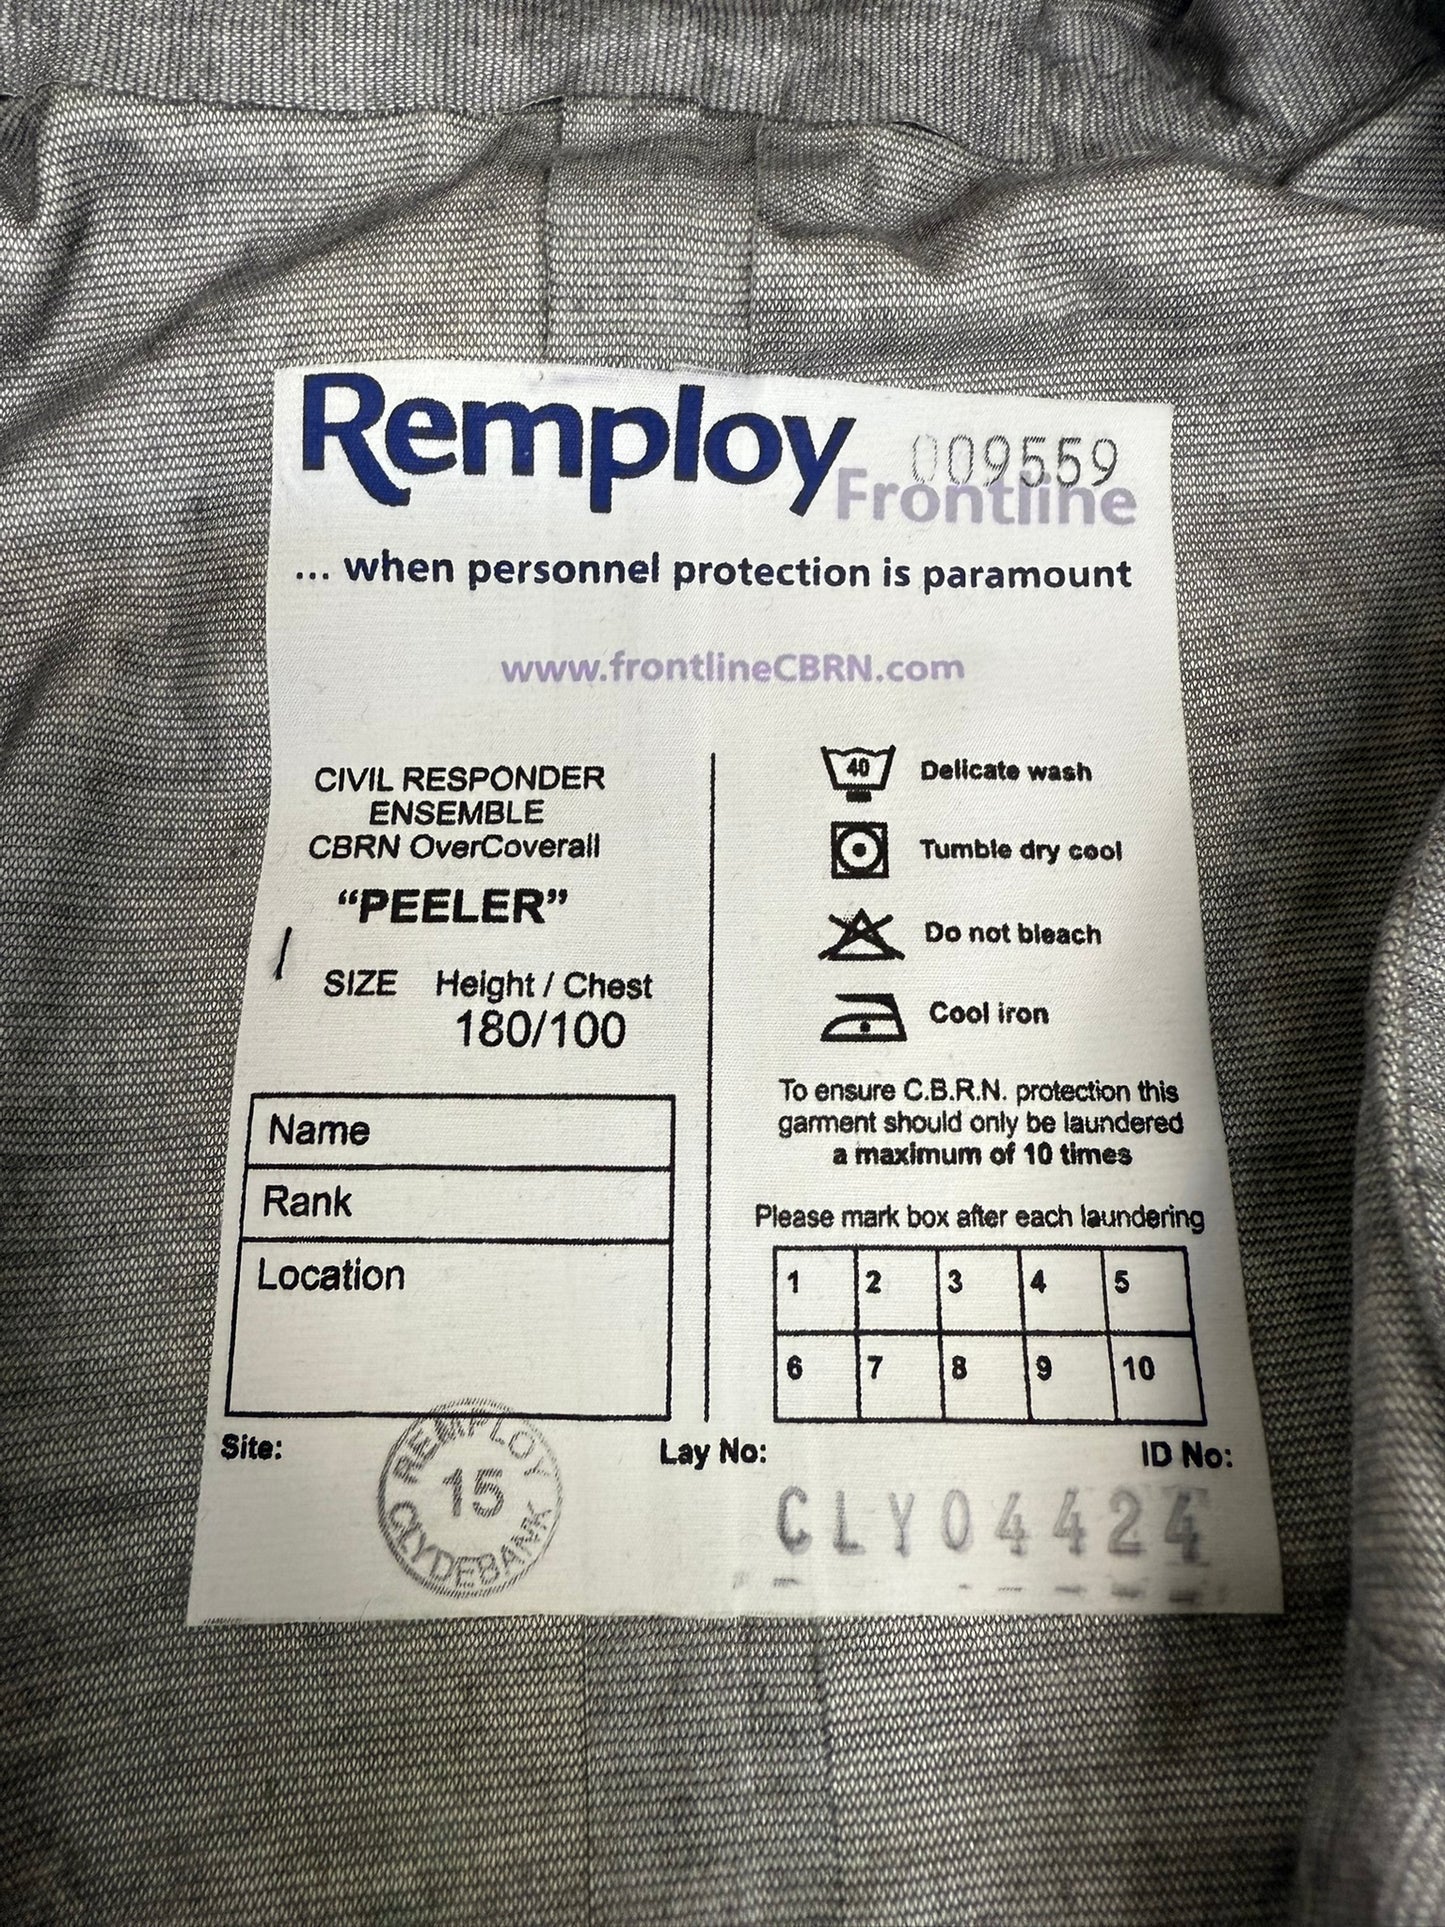 Remploy
009559
Frontline
... when personnel protection is paramount
www.frontlineCBRN.com
CIVIL RESPONDER
ENSEMBLE
CBRN OverCoverall
“PEELER”
SIZE Height / Chest
180/100
Name
Rank
Location
40 Delicate wash
Tumble dry cool
Do not bleach
Cool iron
To ensure C.B.R.N. protection this
garment should only be laundered
a maximum of 10 times
Please mark box after each laundering
1 2 3 4 5
6 7 8 9 10
Site:
REMPLOY
15
CLYDEBANK
Lay No:
ID No:
CLY04424